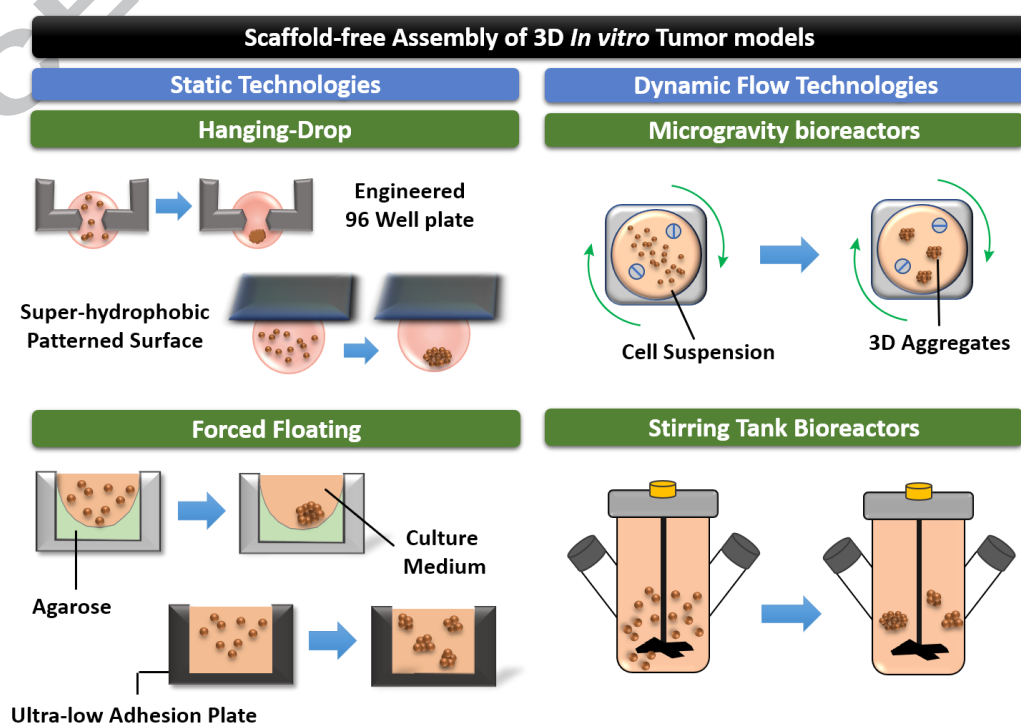 Scaffold-free Assembly of 3D In vitro Tumor models
Static Technologies
Hanging-Drop
Engineered
96 Well plate
Super-hydrophobic
Patterned Surface
Forced Floating
Culture
Medium
Agarose
Ultra-low Adhesion Plate
Dynamic Flow Technologies
Microgravity bioreactors
Cell Suspension
3D Aggregates
Stirring Tank Bioreactors